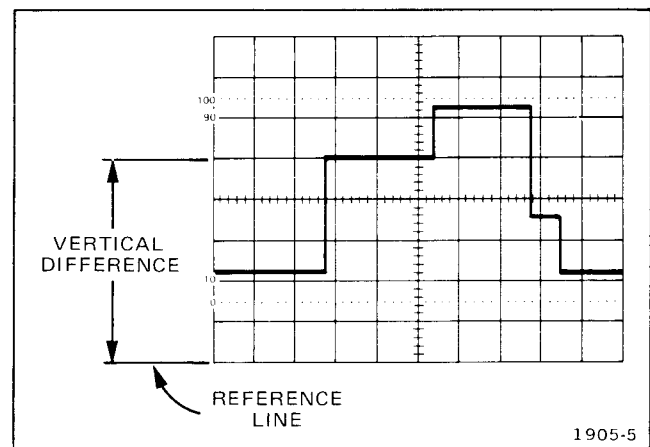 100
90
VERTICAL
DIFFERENCE
10
0
REFERENCE
LINE
1905-5